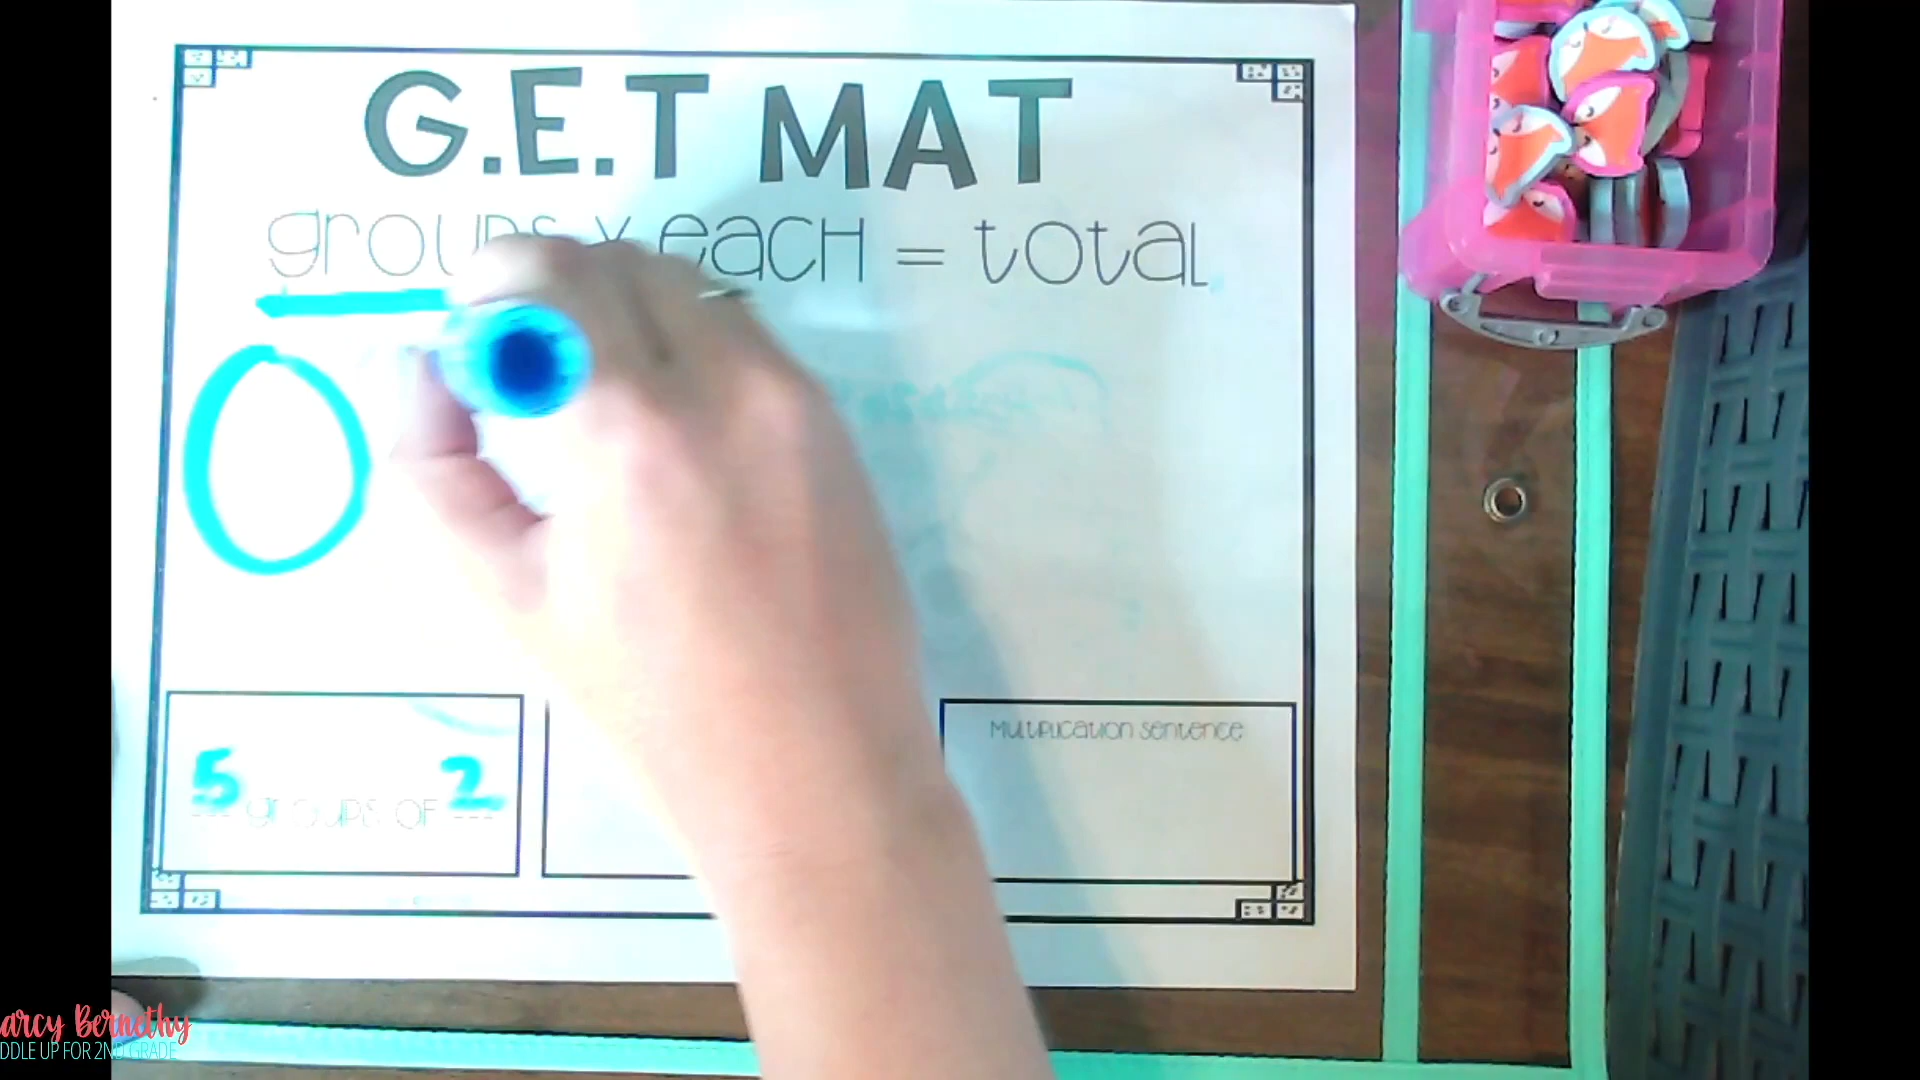 G.E.T MAT
groups x each = total
5 groups of 2
Multiplication Sentence
arcy Bernethy
DDLE UP FOR 2ND GRADE